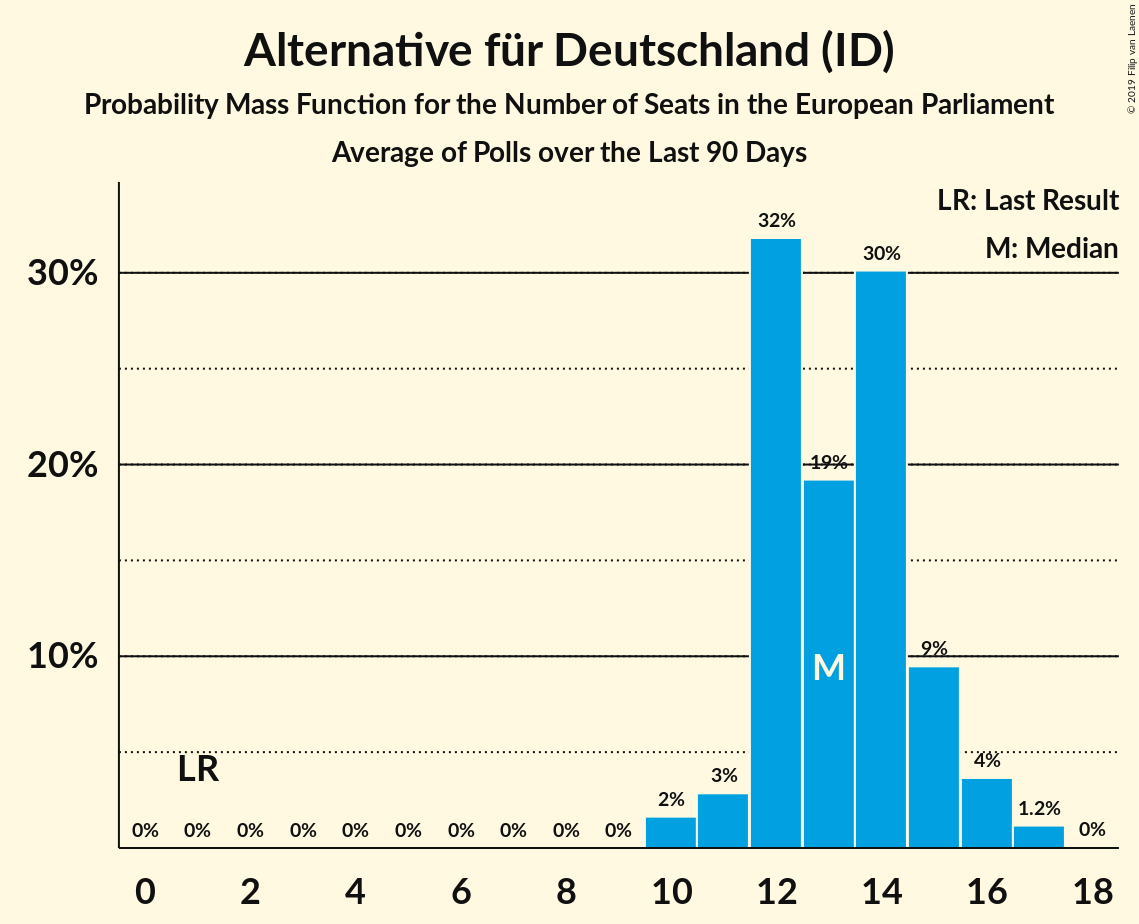 Alternative für Deutschland (ID)
Probability Mass Function for the Number of Seats in the European Parliament
Average of Polls over the Last 90 Days
© 2019 Filip van Laenen
LR: Last Result
M: Median
30%
20%
10%
32%
30%
19%
9%
4%
3%
2%
1.2%
0% 0% 0% 0% 0% 0% 0% 0% 0% 0% 0%
LR
M
0 2 4 6 8 10 12 14 16 18